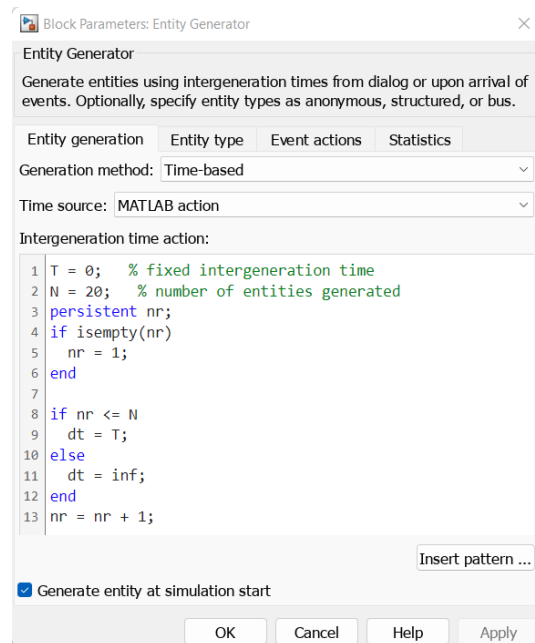 Block Parameters: Entity Generator
Entity Generator
Generate entities using intergeneration times from dialog or upon arrival of
events. Optionally, specify entity types as anonymous, structured, or bus.
Entity generation Entity type Event actions Statistics
Generation method: Time-based
Time source: MATLAB action
Intergeneration time action:
1 T = 0;   % fixed intergeneration time
2 N = 20;   % number of entities generated
3 persistent nr;
4 if isempty(nr)
5   nr = 1;
6 end
7
8 if nr <= N
9   dt = T;
10 else
11   dt = inf;
12 end
13 nr = nr + 1;
Insert pattern ...
Generate entity at simulation start
OK Cancel Help Apply